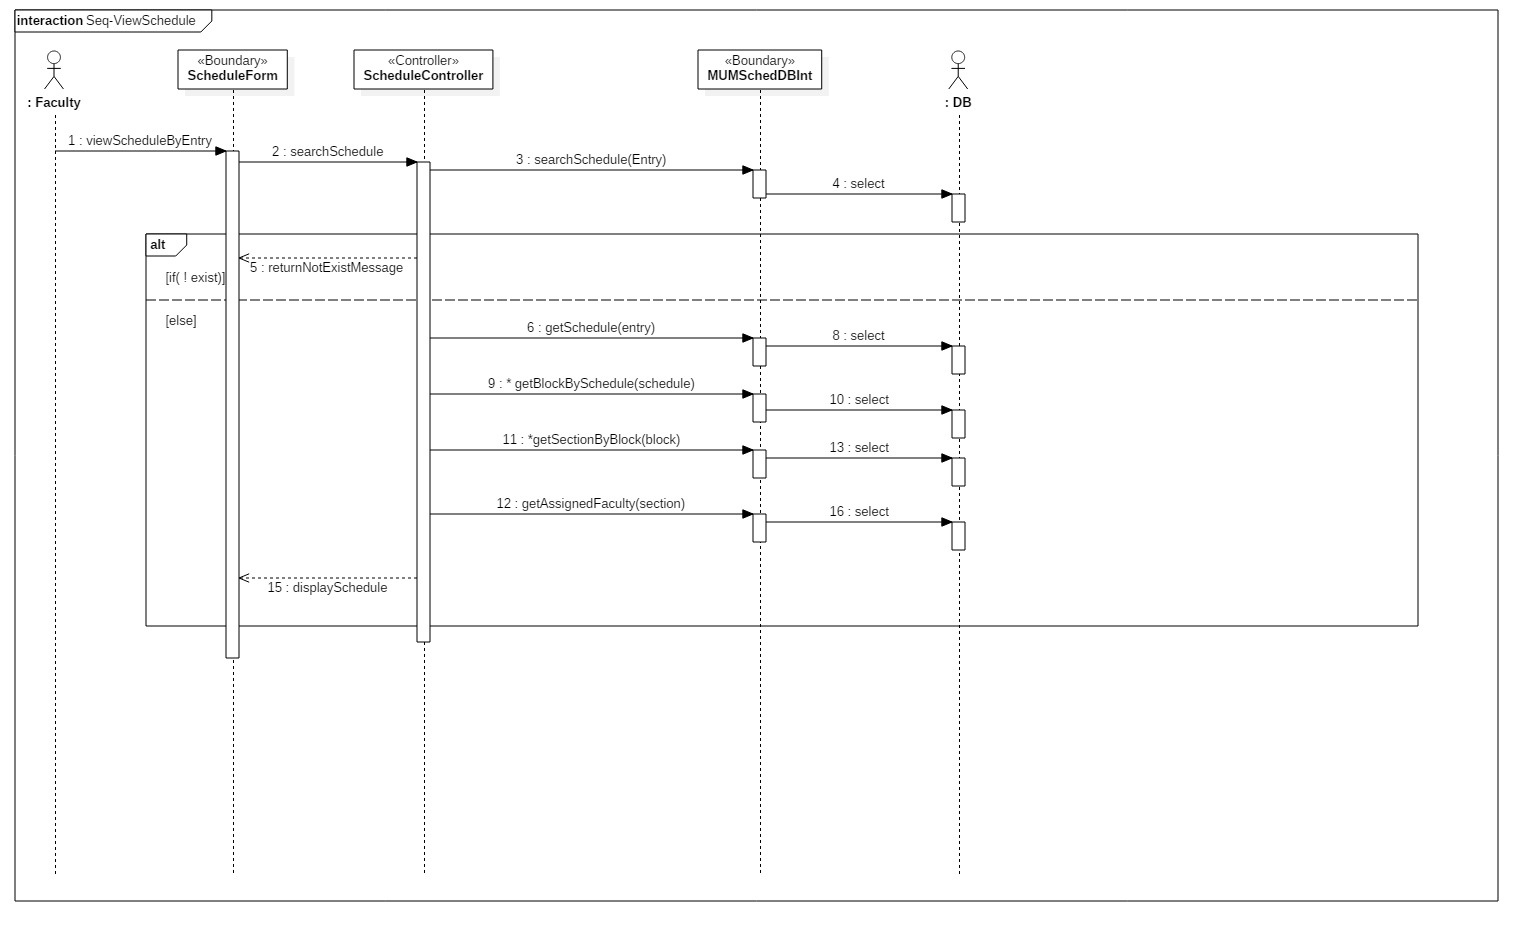 interaction Seq-ViewSchedule
«Boundary»
ScheduleForm
«Controller»
ScheduleController
«Boundary»
MUMSchedDBInt
: Faculty
: DB
1 : viewScheduleByEntry
2 : searchSchedule
3 : searchSchedule(Entry)
4 : select
alt
5 : returnNotExistMessage
[if( ! exist)]
[else]
6 : getSchedule(entry)
8 : select
9 : * getBlockBySchedule(schedule)
10 : select
11 : *getSectionByBlock(block)
13 : select
12 : getAssignedFaculty(section)
16 : select
15 : displaySchedule